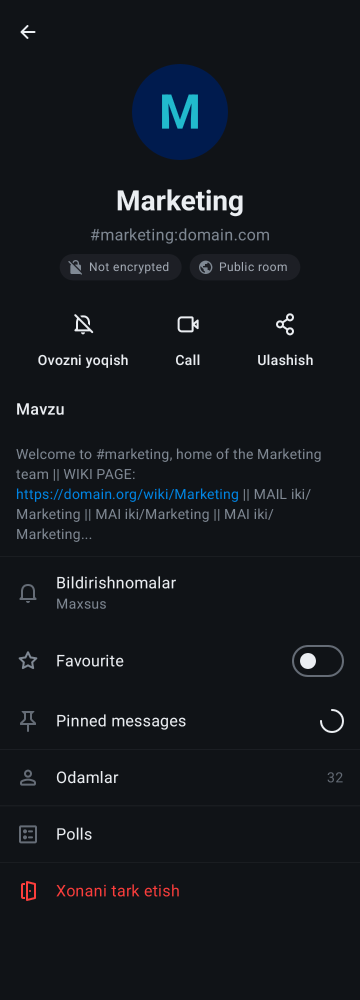 M
Marketing
#marketing:domain.com
Not encrypted
Public room
Ovozni yoqish
Call
Ulashish
Mavzu
Welcome to #marketing, home of the Marketing
team || WIKI PAGE:
https://domain.org/wiki/Marketing || MAIL iki/
Marketing || MAI iki/Marketing || MAI iki/
Marketing...
Bildirishnomalar
Maxsus
Favourite
Pinned messages
Odamlar 32
Polls
Xonani tark etish